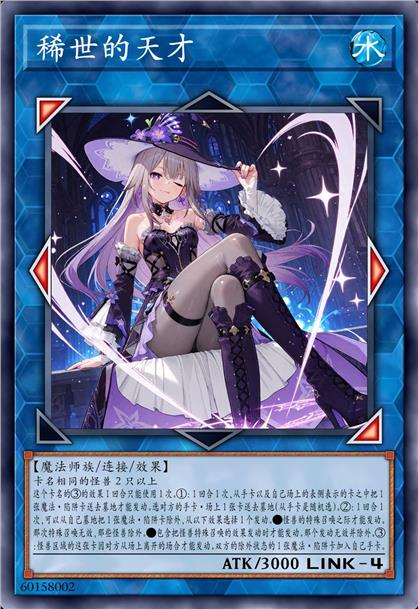 稀世的天才
水
【魔法师族/连接/效果】
卡名相同的怪兽2只以上
这个卡名的③的效果1回合只能使用1次。①:1回合1次,从手卡以及自己场上的表侧表示的卡之中把1
张魔法·陷阱卡送去墓地才能发动。选对方的手卡·场上1张卡送去墓地(从手卡是随机选)。②:1回合1
次,可以从自己墓地把1张魔法·陷阱卡除外,从以下效果选择1个发动。●怪兽的特殊召唤之际才能发动。
那次特殊召唤无效,那些怪兽除外。●包含把怪兽特殊召唤的效果发动时才能发动。那个发动无效并除外。③
:怪兽区域的这张卡因对方从场上离开的场合才能发动。双方的除外状态的1张魔法·陷阱卡加入自己手卡。
ATK/3000 LINK-4
60158002